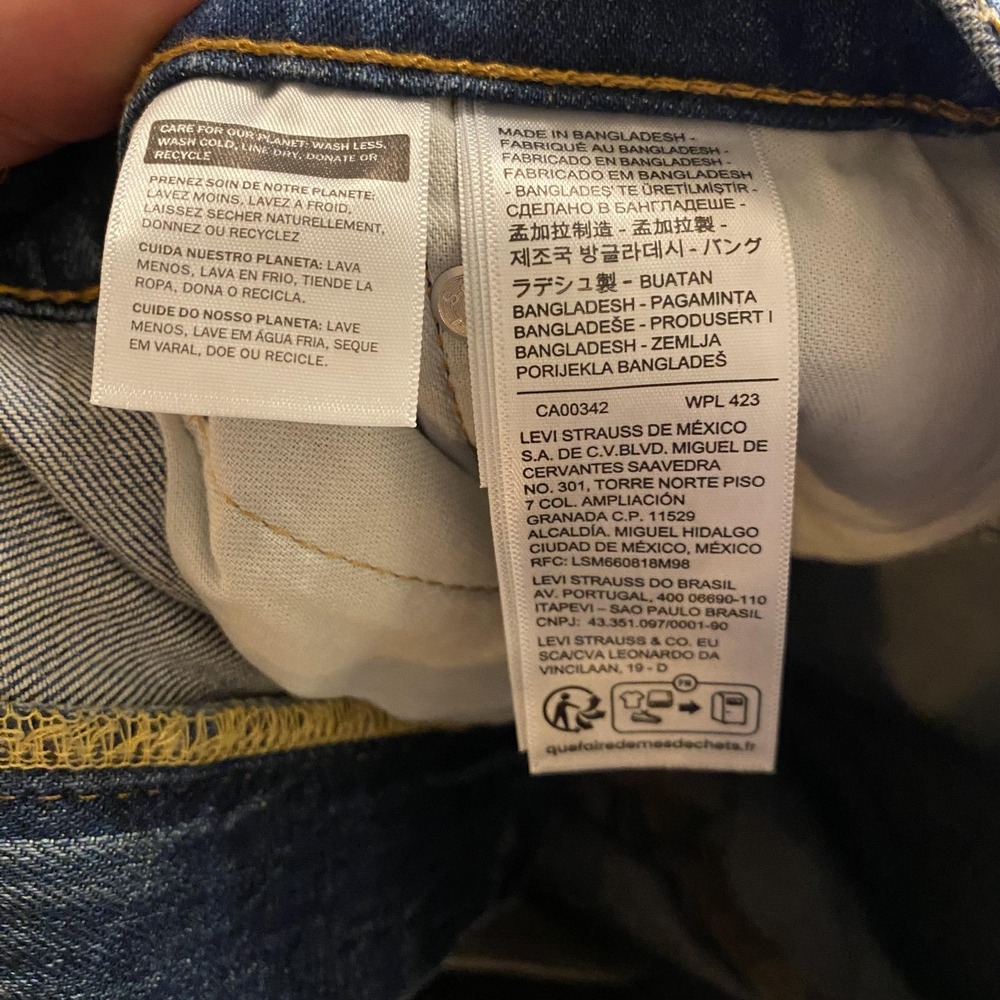 CARE FOR OUR PLANET: WASH LESS,
WASH COLD, LINE DRY, DONATE OR
RECYCLE
PRENEZ SOIN DE NOTRE PLANETE:
LAVEZ MOINS, LAVEZ A FROID,
LAISSEZ SECHER NATURELLEMENT,
DONNEZ OU RECYCLEZ
CUIDA NUESTRO PLANETA: LAVA
MENOS, LAVA EN FRIO, TIENDE LA
ROPA, DONA O RECICLA.
CUIDE DO NOSSO PLANETA: LAVE
MENOS, LAVE EM ÁGUA FRIA, SEQUE
EM VARAL, DOE OU RECICLE.
MADE IN BANGLADESH -
FABRIQUÉ AU BANGLADESH -
FABRICADO EN BANGLADESH -
FABRICADO EM BANGLADESH
- BANGLADEŞ' TE ÜRETİLMİŞTİR -
СДЕЛАНО В БАНГЛАДЕШЕ -
孟加拉制造 - 孟加拉製 -
제조국 방글라데시 - バング
ラデシュ製 - BUATAN
BANGLADESH - PAGAMINTA
BANGLADEŠE - PRODUSERT I
BANGLADESH - ZEMLJA
PORIJEKLA BANGLADEŠ
CA00342 WPL 423
LEVI STRAUSS DE MÉXICO
S.A. DE C.V.BLVD. MIGUEL DE
CERVANTES SAAVEDRA
NO. 301, TORRE NORTE PISO
7 COL. AMPLIACIÓN
GRANADA C.P. 11529
ALCALDÍA. MIGUEL HIDALGO
CIUDAD DE MÉXICO, MÉXICO
RFC: LSM660818M98
LEVI STRAUSS DO BRASIL
AV. PORTUGAL, 400 06690-110
ITAPEVI – SAO PAULO BRASIL
CNPJ: 43.351.097/0001-90
LEVI STRAUSS & CO. EU
SCA/CVA LEONARDO DA
VINCILAAN, 19 - D
FR
quefairedemesdechets.fr